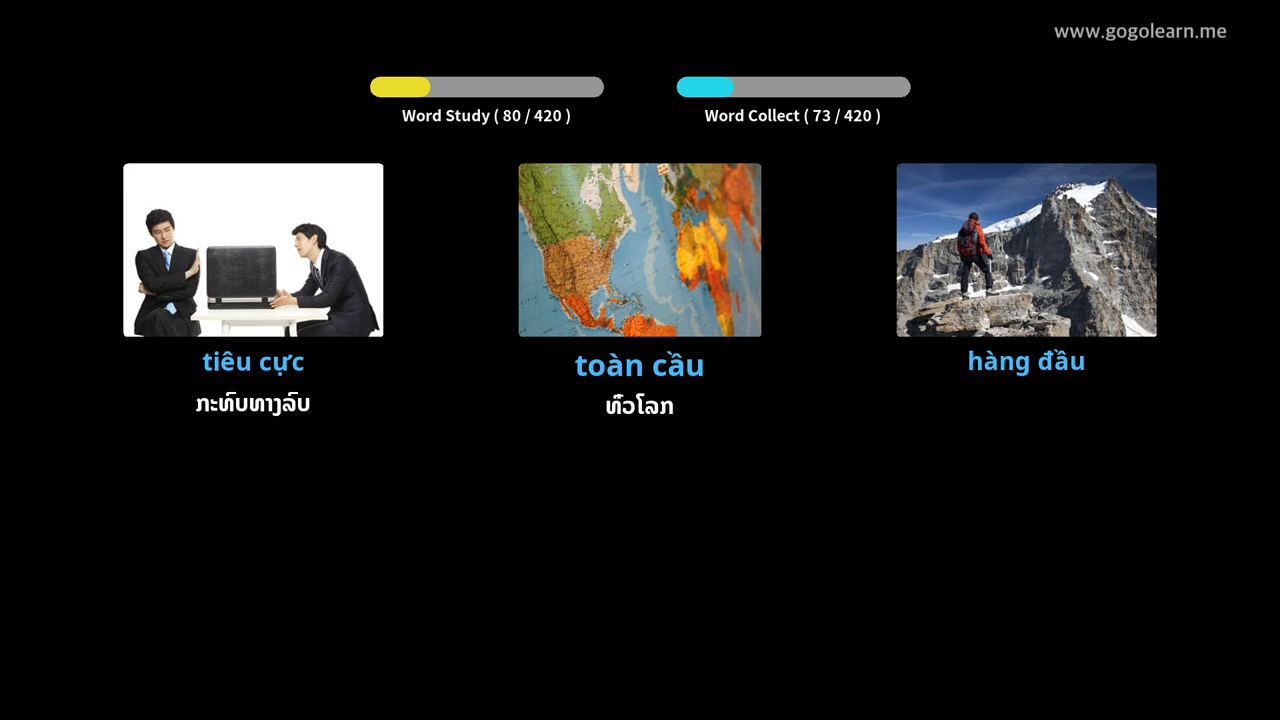 www.gogolearn.me
Word Study ( 80 / 420 )
Word Collect ( 73 / 420 )
tiêu cực
toàn cầu
hàng đầu
ກະທົບທາງລົບ
ທົ່ວໂລກ